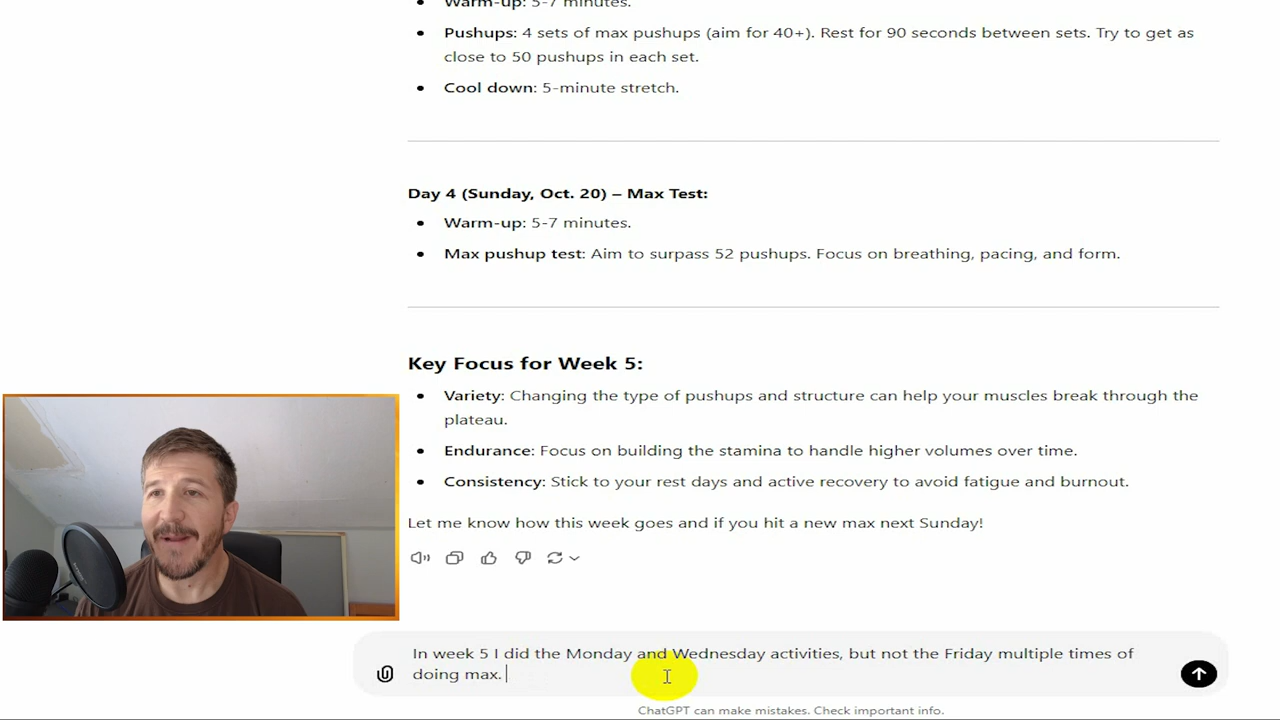 Warm-up: 5-7 minutes.
Pushups: 4 sets of max pushups (aim for 40+). Rest for 90 seconds between sets. Try to get as
close to 50 pushups in each set.
Cool down: 5-minute stretch.
Day 4 (Sunday, Oct. 20) – Max Test:
Warm-up: 5-7 minutes.
Max pushup test: Aim to surpass 52 pushups. Focus on breathing, pacing, and form.
Key Focus for Week 5:
Variety: Changing the type of pushups and structure can help your muscles break through the
plateau.
Endurance: Focus on building the stamina to handle higher volumes over time.
Consistency: Stick to your rest days and active recovery to avoid fatigue and burnout.
Let me know how this week goes and if you hit a new max next Sunday!
In week 5 I did the Monday and Wednesday activities, but not the Friday multiple times of
doing max.
ChatGPT can make mistakes. Check important info.